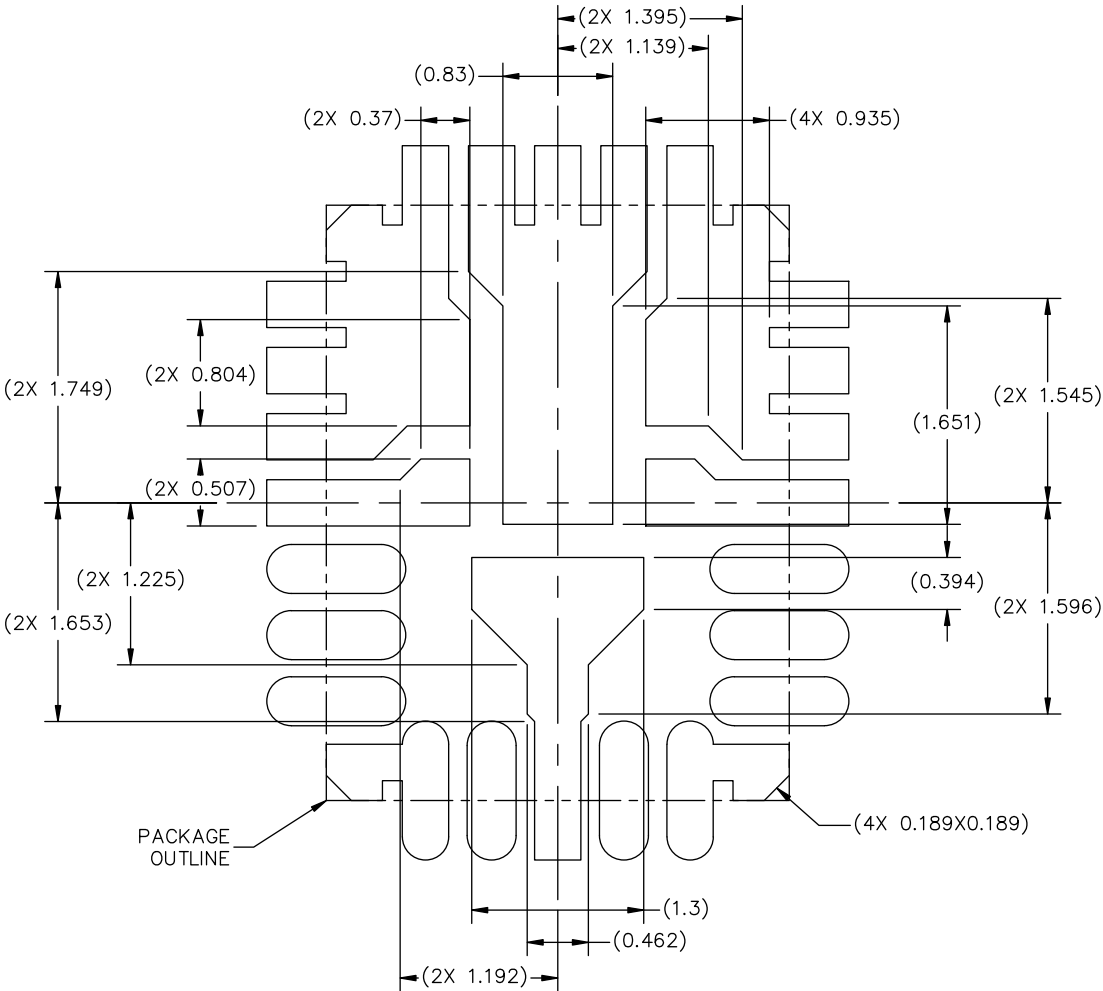 (2X 1.395)
(2X 1.139)
(0.83)
(2X 0.37)
(4X 0.935)
(2X 1.749)
(2X 0.804)
(2X 1.545)
(1.651)
(2X 0.507)
(2X 1.225)
(0.394)
(2X 1.596)
(2X 1.653)
PACKAGE
OUTLINE
(4X 0.189X0.189)
(1.3)
(0.462)
(2X 1.192)